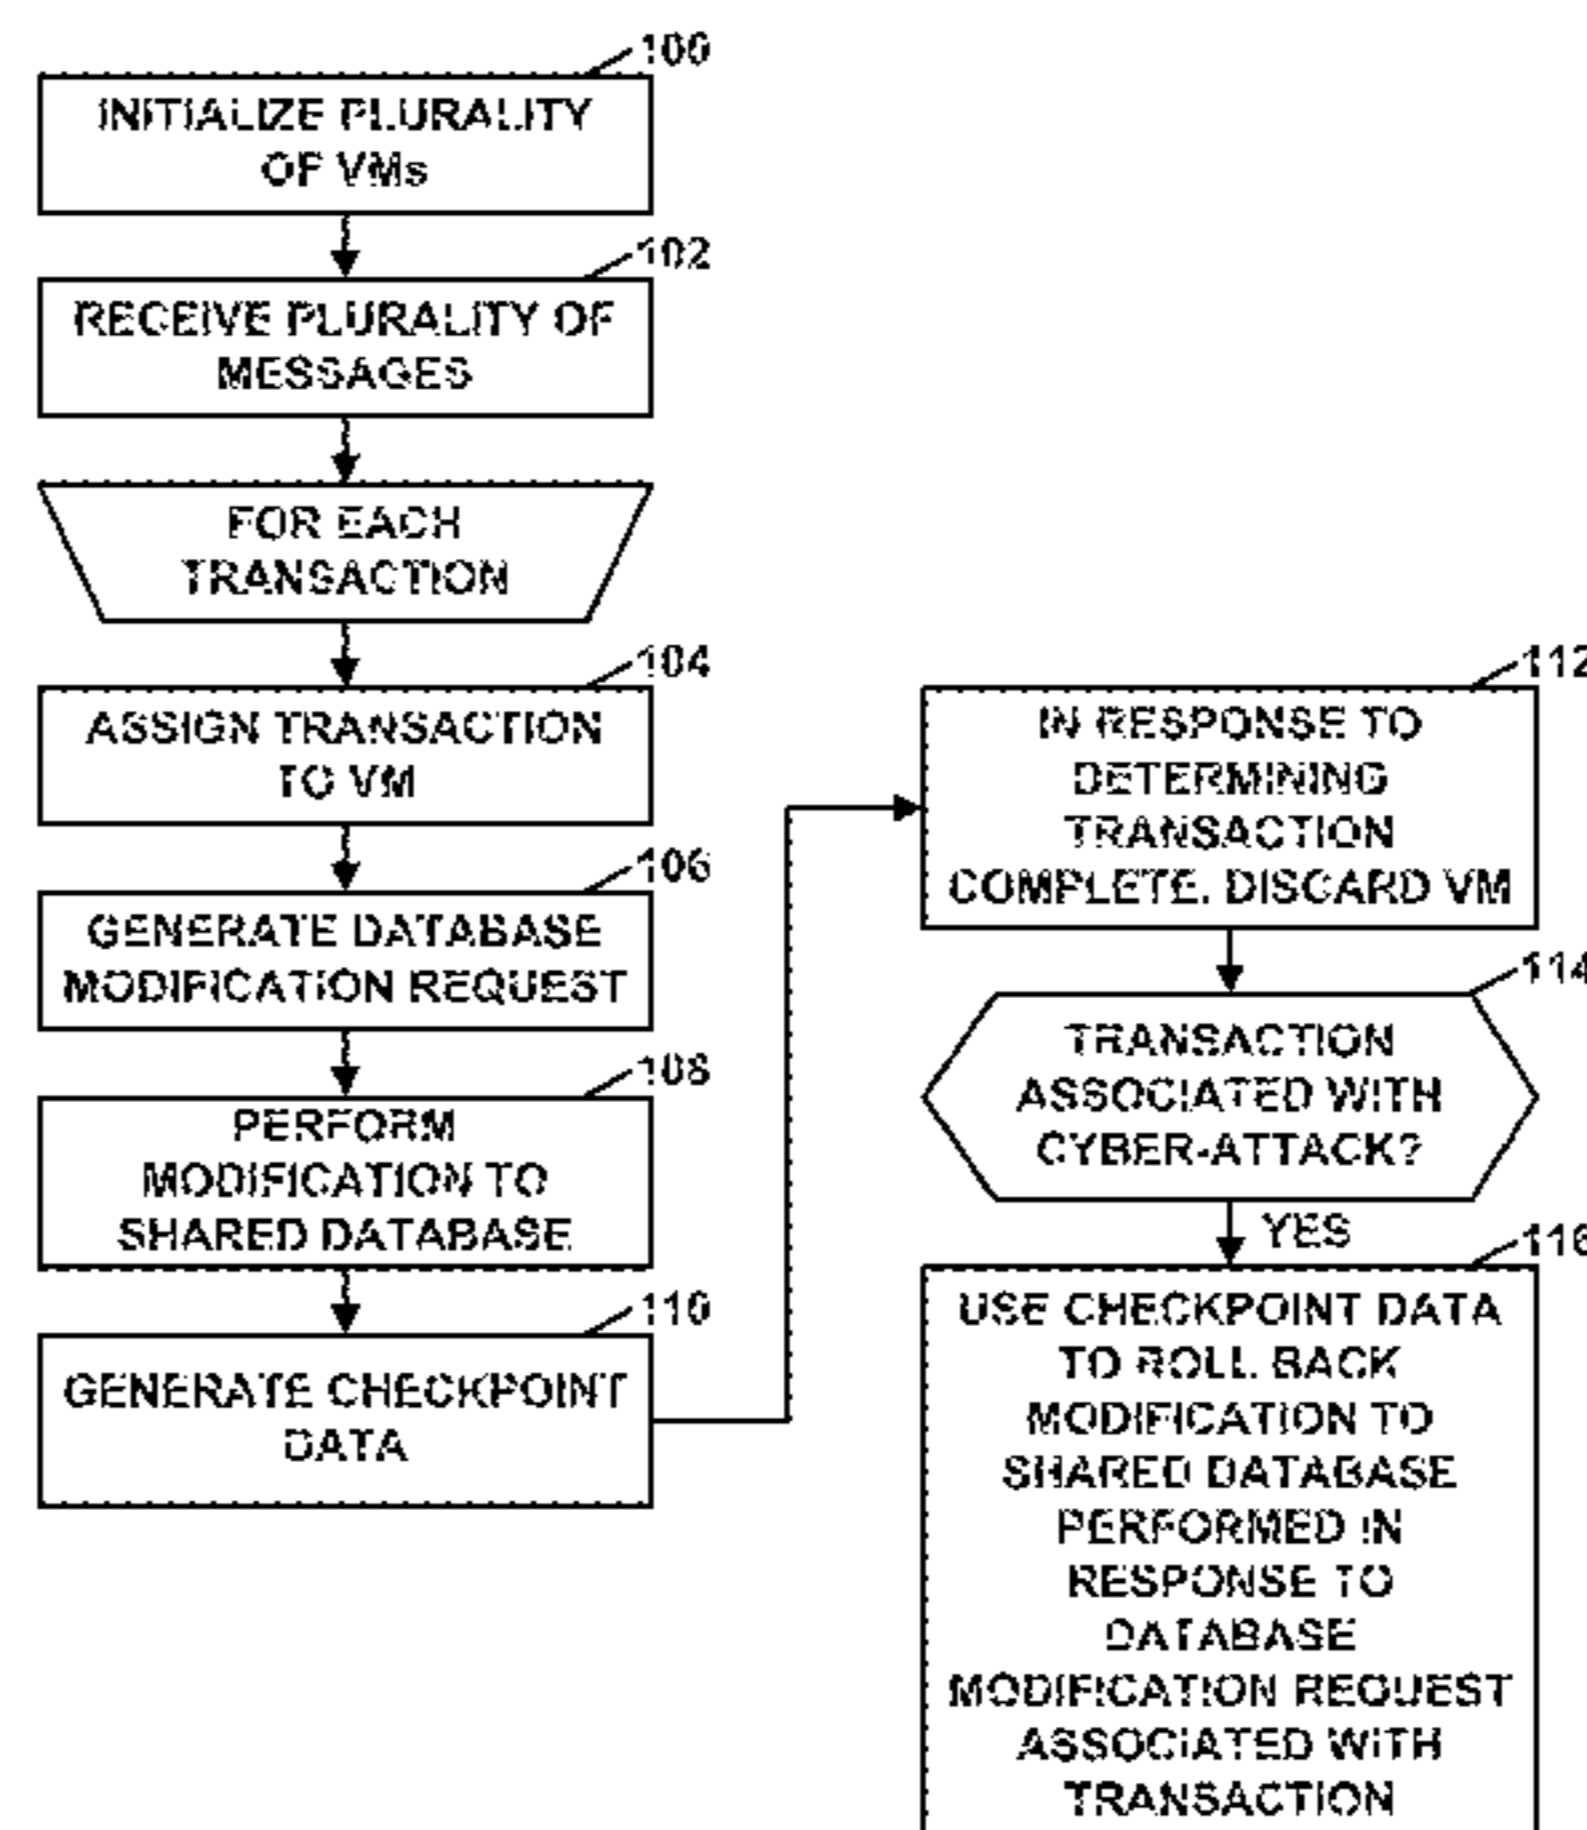 100
INITIALIZE PLURALITY
OF VMs
102
RECEIVE PLURALITY OF
MESSAGES
FOR EACH
TRANSACTION
104
ASSIGN TRANSACTION
TO VM
106
GENERATE DATABASE
MODIFICATION REQUEST
108
PERFORM
MODIFICATION TO
SHARED DATABASE
110
GENERATE CHECKPOINT
DATA
112
IN RESPONSE TO
DETERMINING
TRANSACTION
COMPLETE, DISCARD VM
114
TRANSACTION
ASSOCIATED WITH
CYBER-ATTACK?
YES
116
USE CHECKPOINT DATA
TO ROLL BACK
MODIFICATION TO
SHARED DATABASE
PERFORMED IN
RESPONSE TO
DATABASE
MODIFICATION REQUEST
ASSOCIATED WITH
TRANSACTION